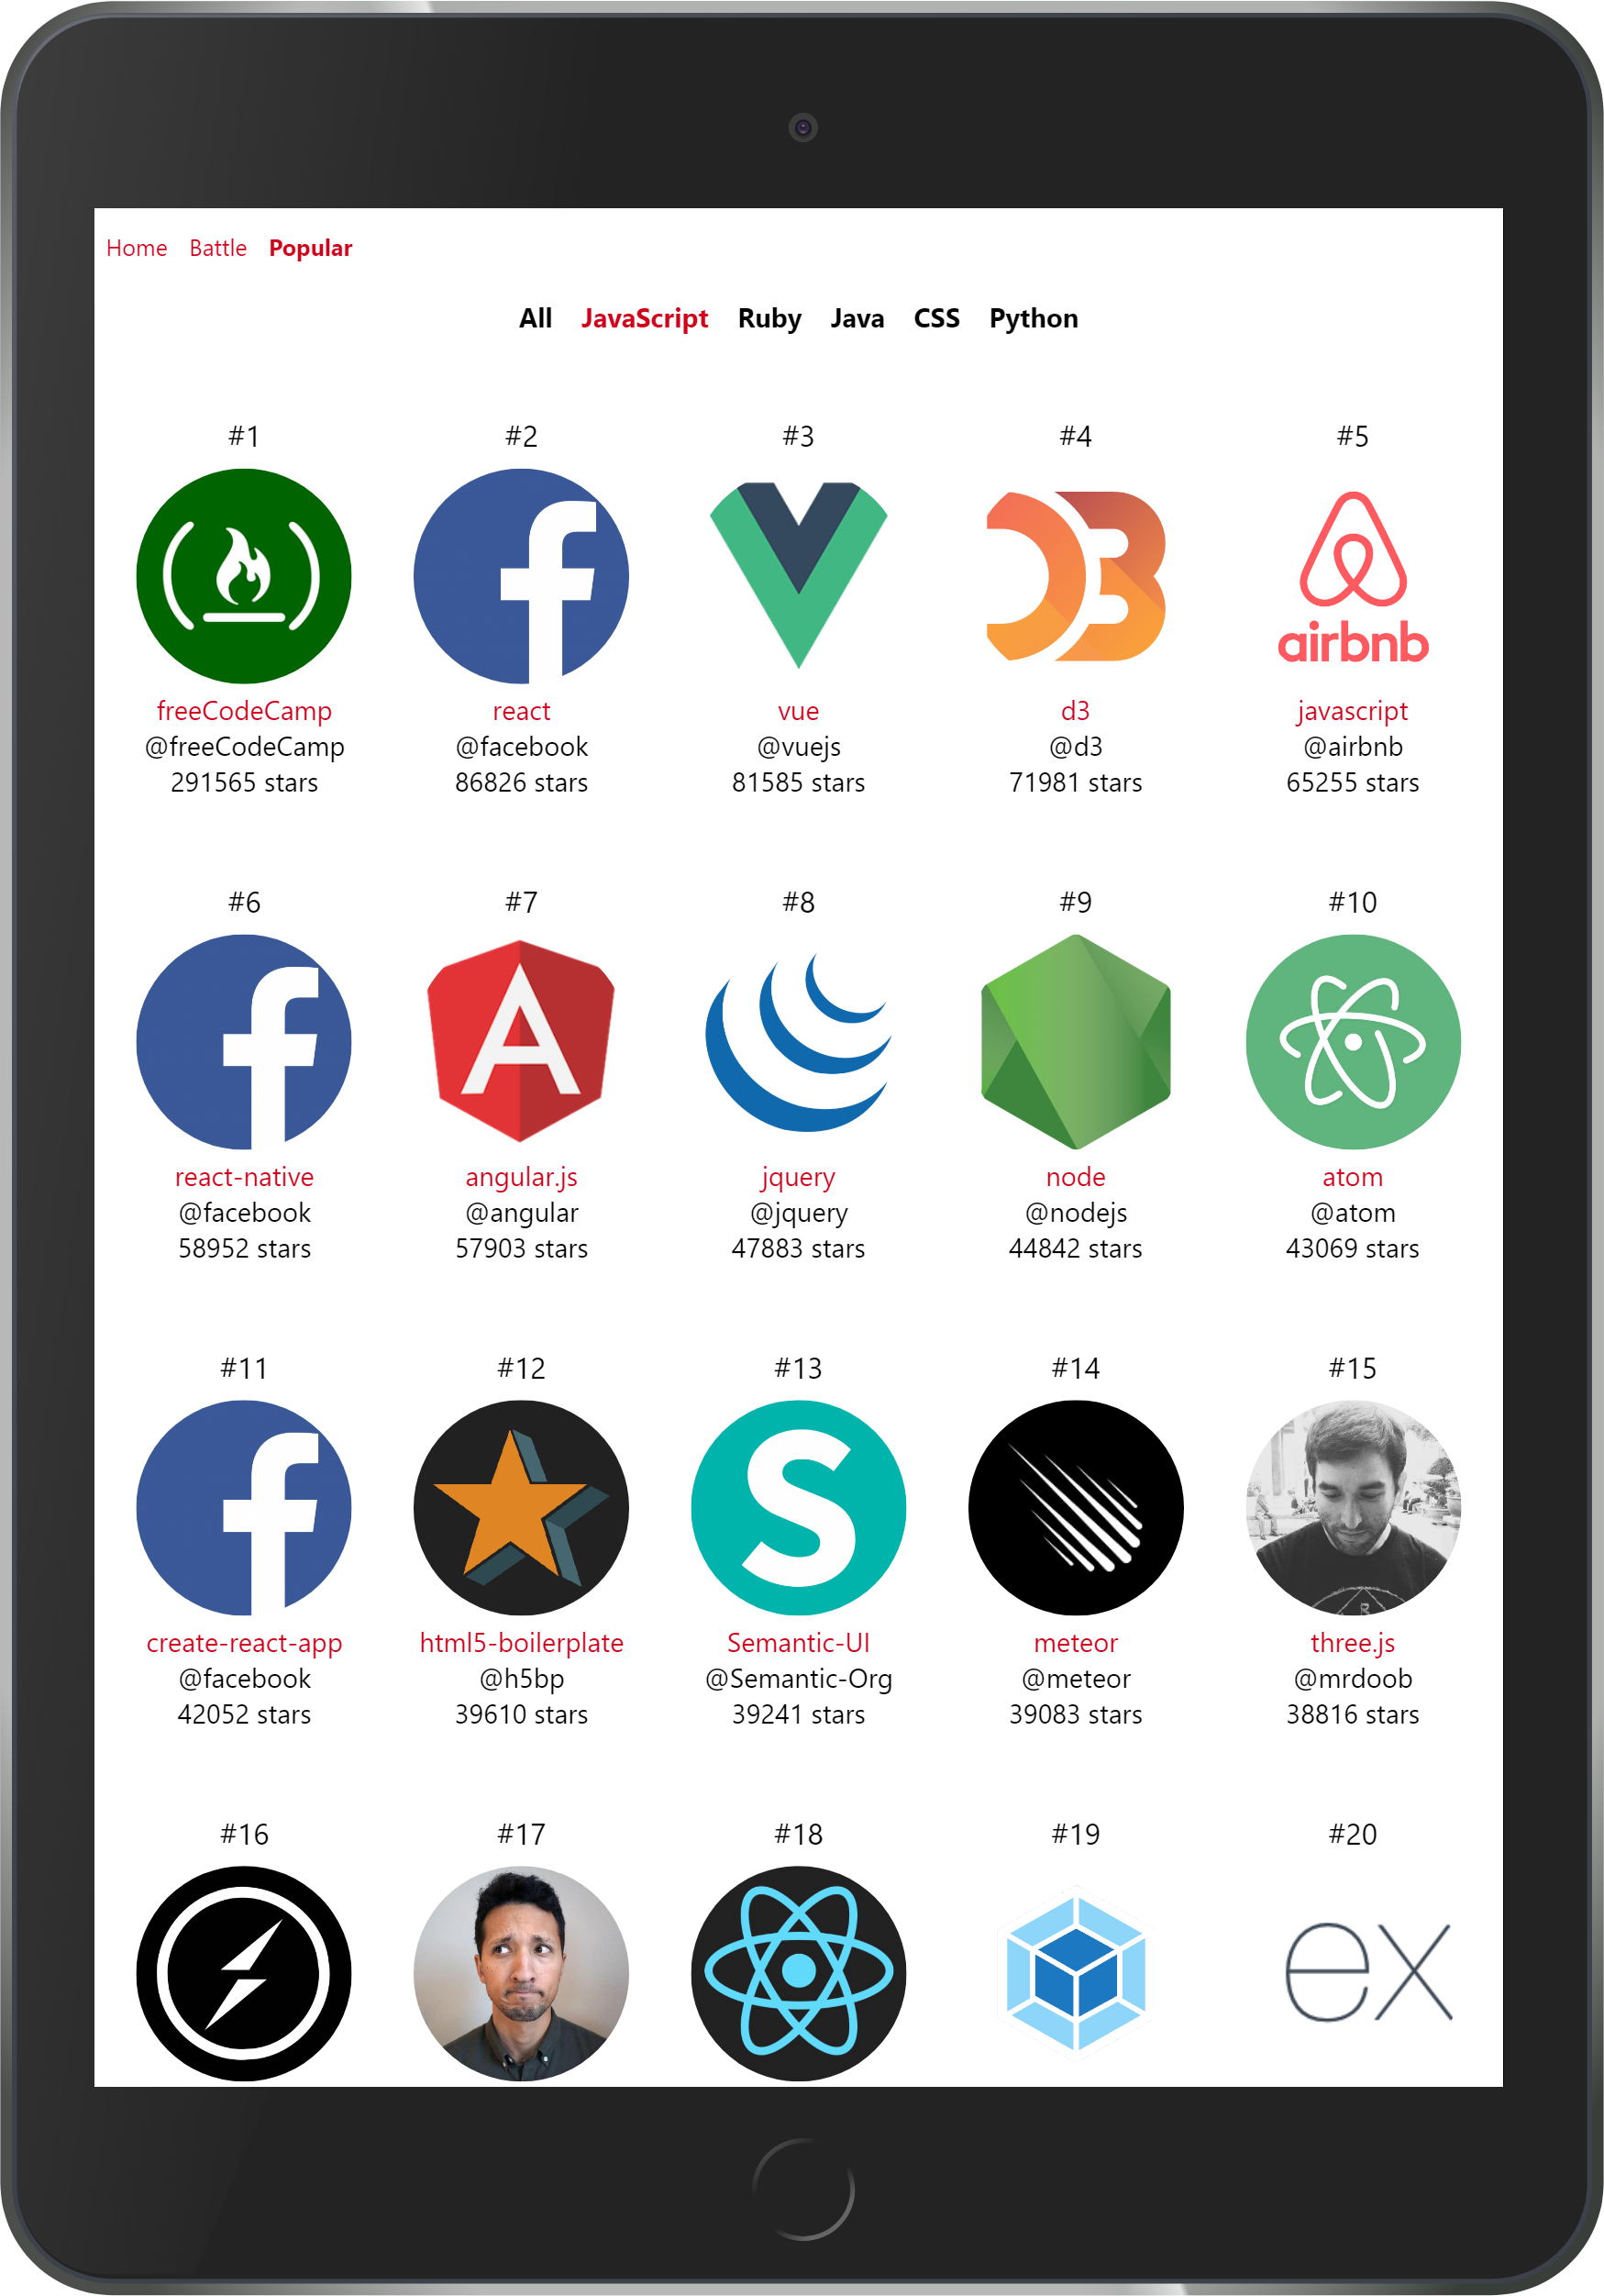 Home Battle Popular
All JavaScript Ruby Java CSS Python
#1 #2 #3 #4 #5
airbnb
freeCodeCamp react vue d3 javascript
@freeCodeCamp @facebook @vuejs @d3 @airbnb
291565 stars 86826 stars 81585 stars 71981 stars 65255 stars
#6 #7 #8 #9 #10
react-native angular.js jquery node atom
@facebook @angular @jquery @nodejs @atom
58952 stars 57903 stars 47883 stars 44842 stars 43069 stars
#11 #12 #13 #14 #15
create-react-app html5-boilerplate Semantic-UI meteor three.js
@facebook @h5bp @Semantic-Org @meteor @mrdoob
42052 stars 39610 stars 39241 stars 39083 stars 38816 stars
#16 #17 #18 #19 #20
ex